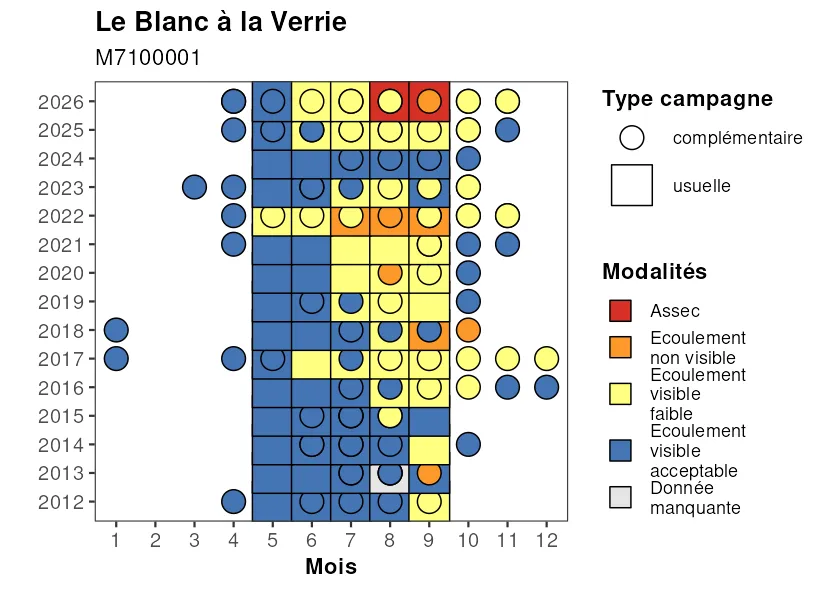 Le Blanc à la Verrie
M7100001
2026
2025
2024
2023
2022
2021
2020
2019
2018
2017
2016
2015
2014
2013
2012
1 2 3 4 5 6 7 8 9 10 11 12
Mois
Type campagne
complémentaire
usuelle
Modalités
Assec
Ecoulement
non visible
Ecoulement
visible
faible
Ecoulement
visible
acceptable
Donnée
manquante